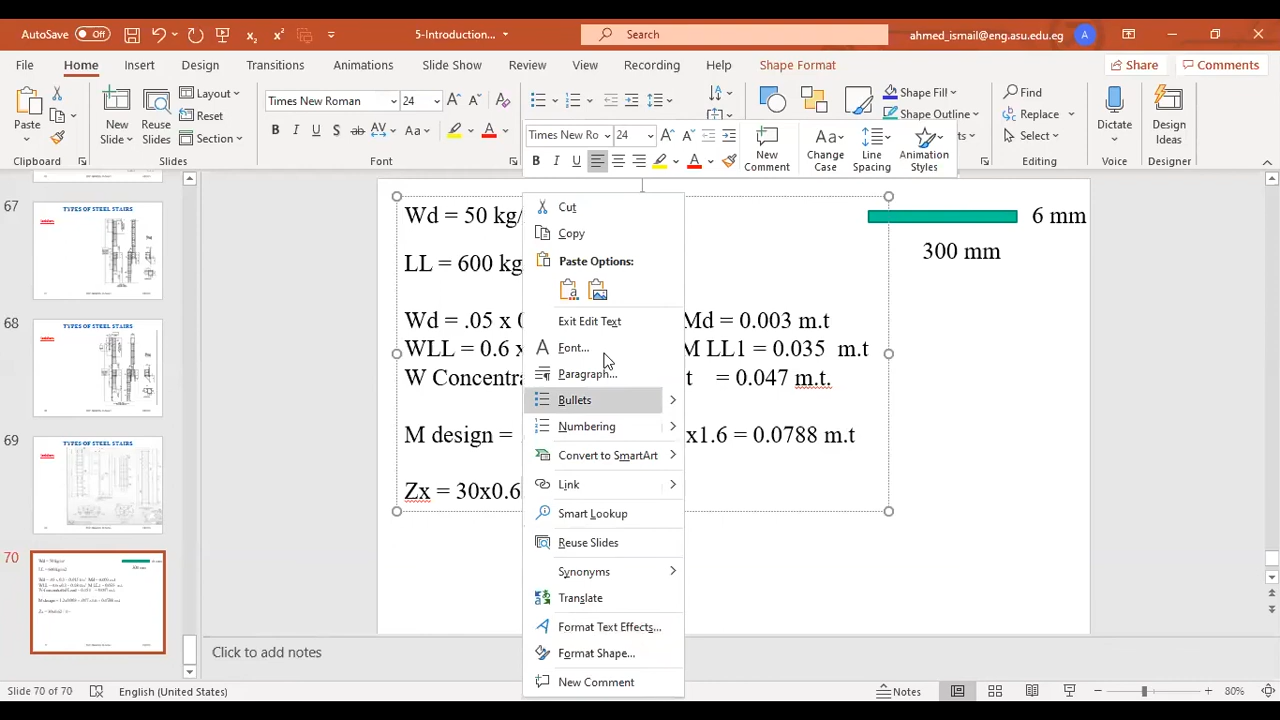 AutoSave Off
5-Introduction...
Search
ahmed_ismail@eng.asu.edu.eg
A
File Home Insert Design Transitions Animations Slide Show Review View Recording Help Shape Format
Share Comments
Paste
Clipboard
New Slide
Reuse Slides
Layout
Reset
Section
Slides
Times New Roman 24
B I U S ab AV Aa A
Font
Shape Fill
Shape Outline
Find
Replace
Select
Dictate
Voice
Design Ideas
Designer
Times New Ro 24
B I U A
New Comment
Change Case
Line Spacing
Animation Styles
67
TYPES OF STEEL STAIRS
68
TYPES OF STEEL STAIRS
69
TYPES OF STEEL STAIRS
70
Wd = 50 kg/
LL = 600 kg
Wd = .05 x
Md = 0.003 m.t
WLL = 0.6 x
M LL1 = 0.035 m.t
W Concentra
t = 0.047 m.t.
M design =
x1.6 = 0.0788 m.t
Zx = 30x0.6
6 mm
300 mm
Cut
Copy
Paste Options:
Exit Edit Text
Font...
Paragraph...
Bullets
Numbering
Convert to SmartArt
Link
Smart Lookup
Reuse Slides
Synonyms
Translate
Format Text Effects...
Format Shape...
New Comment
Click to add notes
Slide 70 of 70
English (United States)
Notes
80%